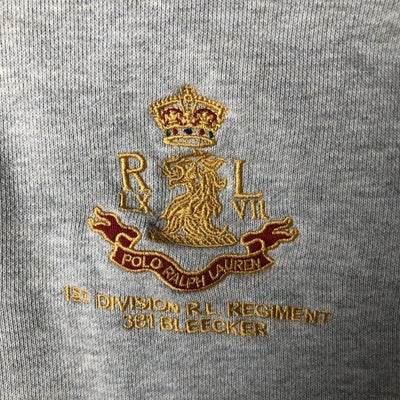 R L
LX VII
POLO RALPH LAUREN
1ST DIVISION R.L. REGIMENT
381 BLEECKER